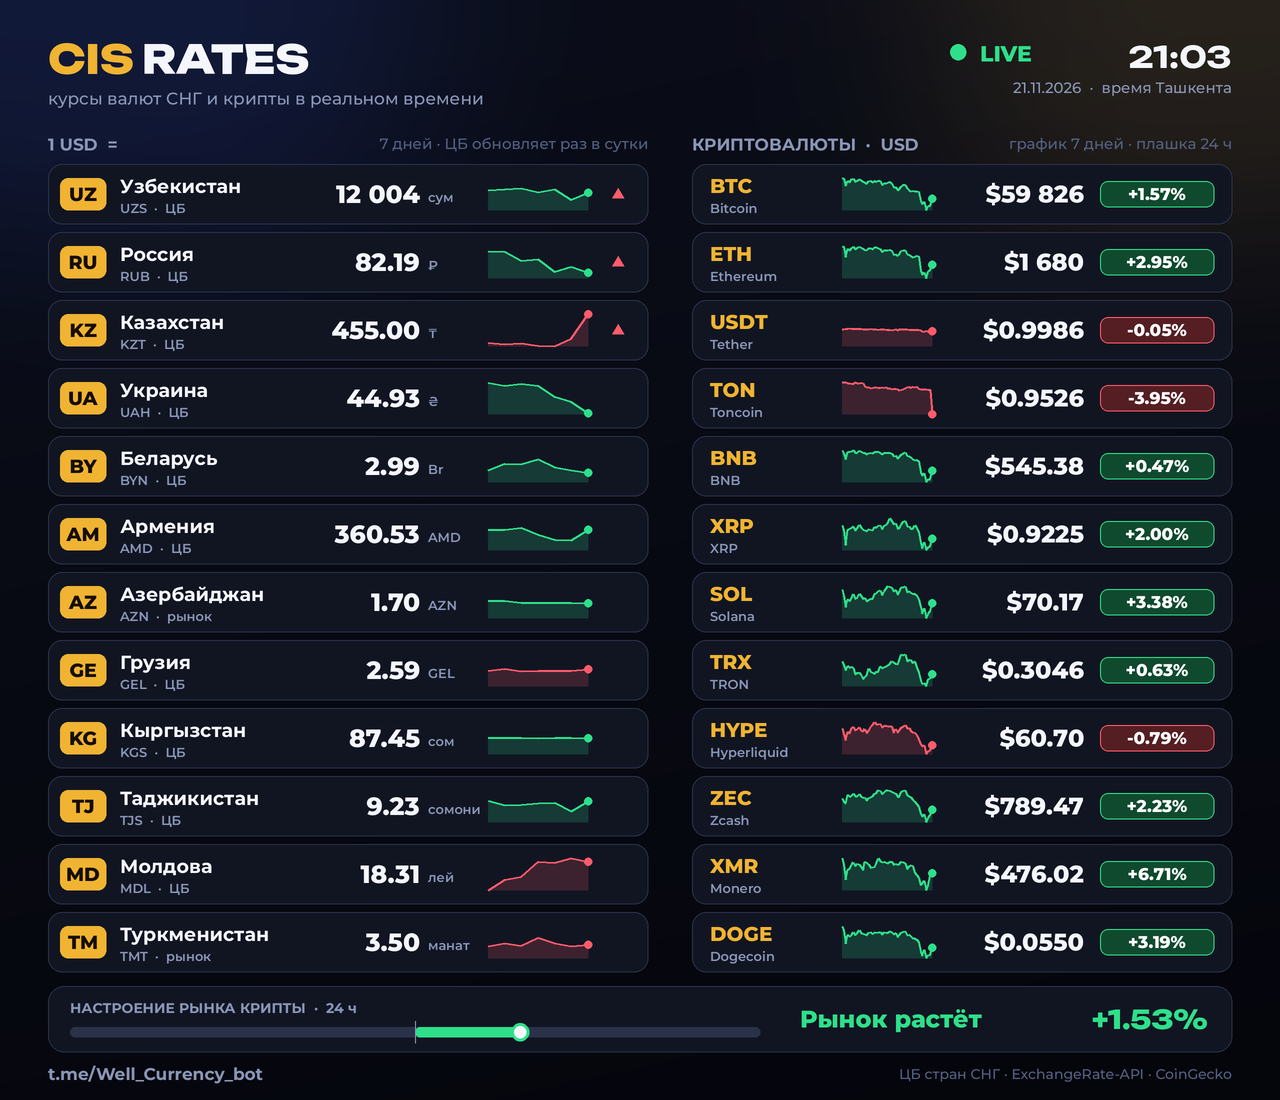 CIS RATES
курсы валют СНГ и крипты в реальном времени
LIVE
21:03
21.11.2026 · время Ташкента
1 USD =
7 дней · ЦБ обновляет раз в сутки
UZ Узбекистан 12 004 сум
UZS · ЦБ
RU Россия 82.19 ₽
RUB · ЦБ
KZ Казахстан 455.00 ₸
KZT · ЦБ
UA Украина 44.93 ₴
UAH · ЦБ
BY Беларусь 2.99 Br
BYN · ЦБ
AM Армения 360.53 AMD
AMD · ЦБ
AZ Азербайджан 1.70 AZN
AZN · рынок
GE Грузия 2.59 GEL
GEL · ЦБ
KG Кыргызстан 87.45 сом
KGS · ЦБ
TJ Таджикистан 9.23 сомони
TJS · ЦБ
MD Молдова 18.31 лей
MDL · ЦБ
TM Туркменистан 3.50 манат
TMT · рынок
КРИПТОВАЛЮТЫ · USD
график 7 дней · плашка 24 ч
BTC $59 826 +1.57%
Bitcoin
ETH $1 680 +2.95%
Ethereum
USDT $0.9986 -0.05%
Tether
TON $0.9526 -3.95%
Toncoin
BNB $545.38 +0.47%
BNB
XRP $0.9225 +2.00%
XRP
SOL $70.17 +3.38%
Solana
TRX $0.3046 +0.63%
TRON
HYPE $60.70 -0.79%
Hyperliquid
ZEC $789.47 +2.23%
Zcash
XMR $476.02 +6.71%
Monero
DOGE $0.0550 +3.19%
Dogecoin
НАСТРОЕНИЕ РЫНКА КРИПТЫ · 24 ч
Рынок растёт
+1.53%
t.me/Well_Currency_bot
ЦБ стран СНГ · ExchangeRate-API · CoinGecko